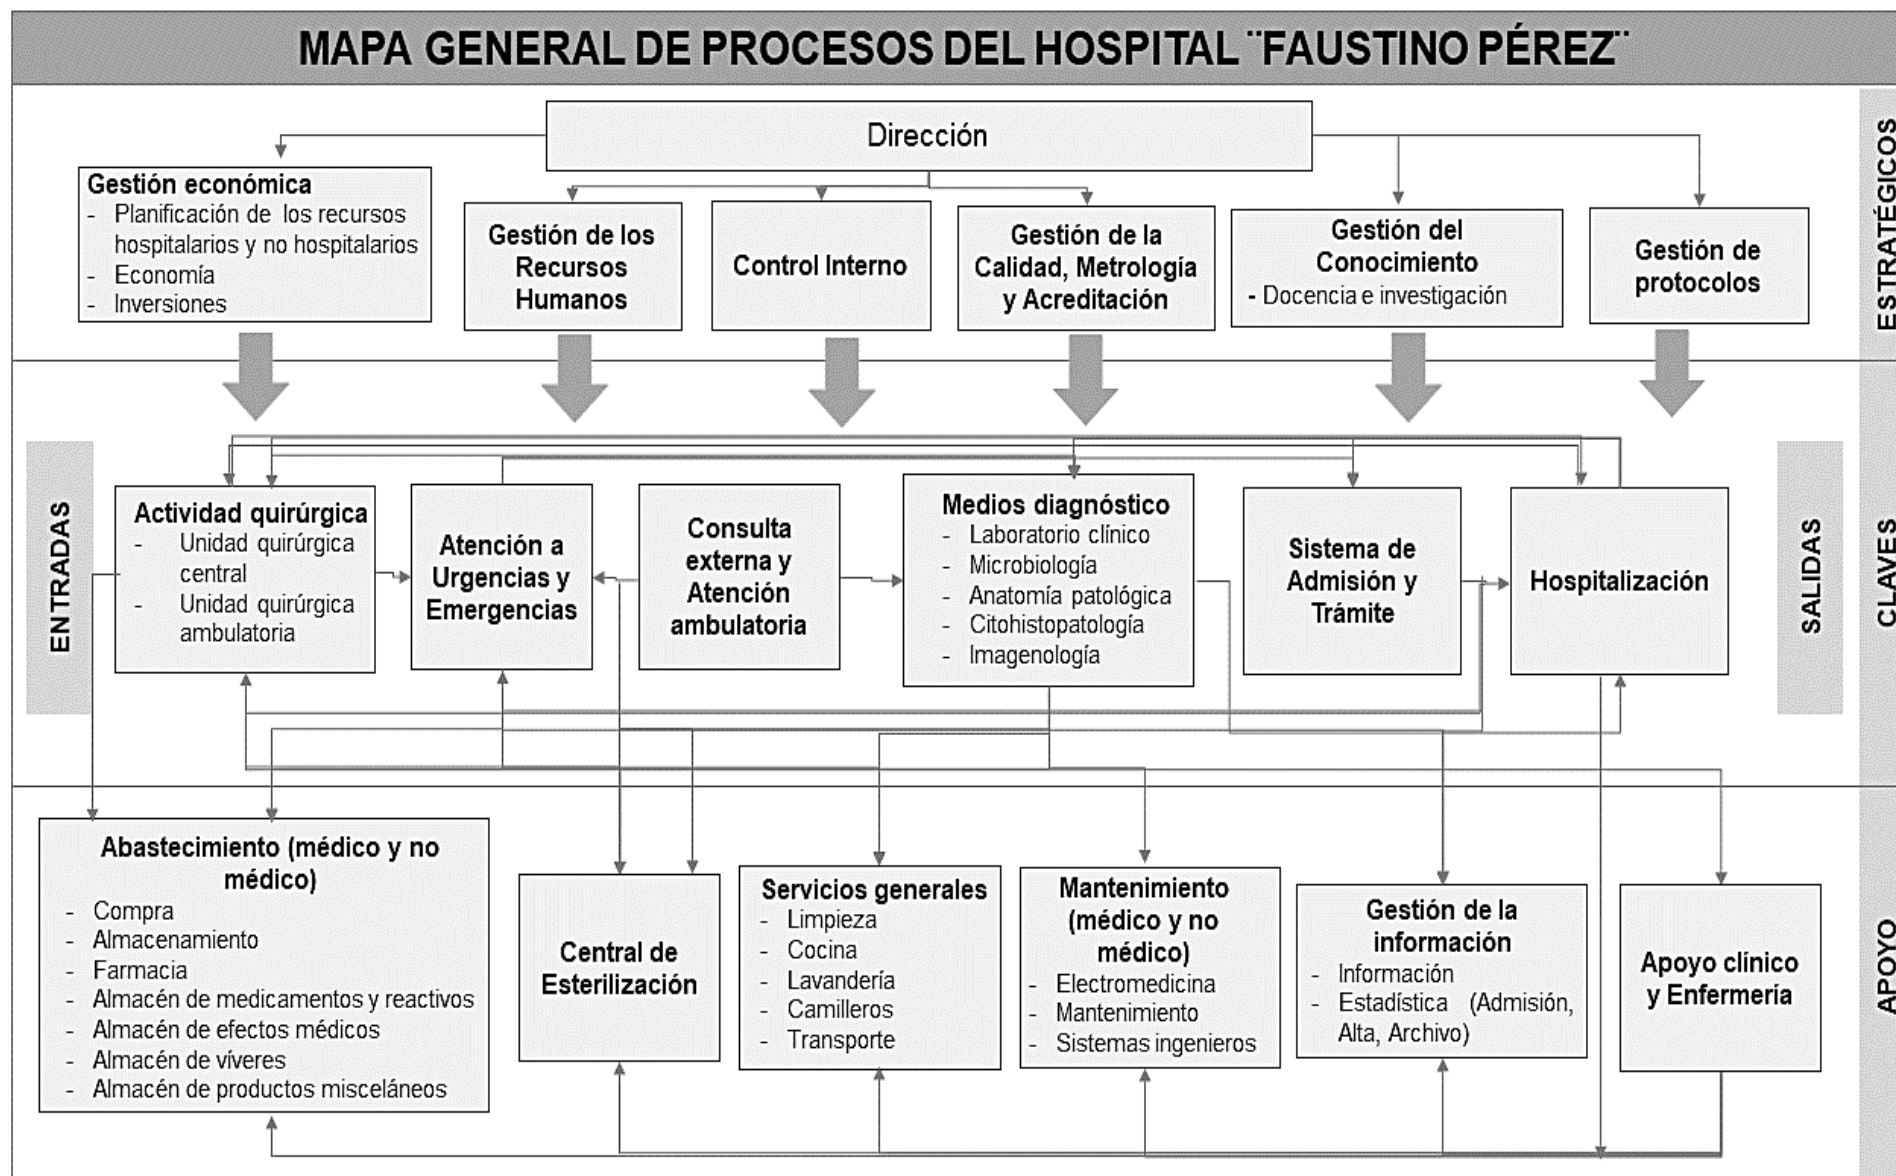 MAPA GENERAL DE PROCESOS DEL HOSPITAL ¨FAUSTINO PÉREZ¨
Dirección
ESTRATÉGICOS
Gestión económica
- Planificación de los recursos
hospitalarios y no hospitalarios
- Economía
- Inversiones
Gestión de los
Recursos
Humanos
Control Interno
Gestión de la
Calidad, Metrología
y Acreditación
Gestión del
Conocimiento
- Docencia e investigación
Gestión de
protocolos
ENTRADAS
Actividad quirúrgica
- Unidad quirúrgica
central
- Unidad quirúrgica
ambulatoria
Atención a
Urgencias y
Emergencias
Consulta
externa y
Atención
ambulatoria
Medios diagnóstico
- Laboratorio clínico
- Microbiología
- Anatomía patológica
- Citohistopatología
- Imagenología
Sistema de
Admisión y
Trámite
Hospitalización
SALIDAS
CLAVES
Abastecimiento (médico y no
médico)
- Compra
- Almacenamiento
- Farmacia
- Almacén de medicamentos y reactivos
- Almacén de efectos médicos
- Almacén de víveres
- Almacén de productos misceláneos
Central de
Esterilización
Servicios generales
- Limpieza
- Cocina
- Lavandería
- Camilleros
- Transporte
Mantenimiento
(médico y no
médico)
- Electromedicina
- Mantenimiento
- Sistemas ingenieros
Gestión de la
información
- Información
- Estadística (Admisión,
Alta, Archivo)
Apoyo clínico
y Enfermería
APOYO